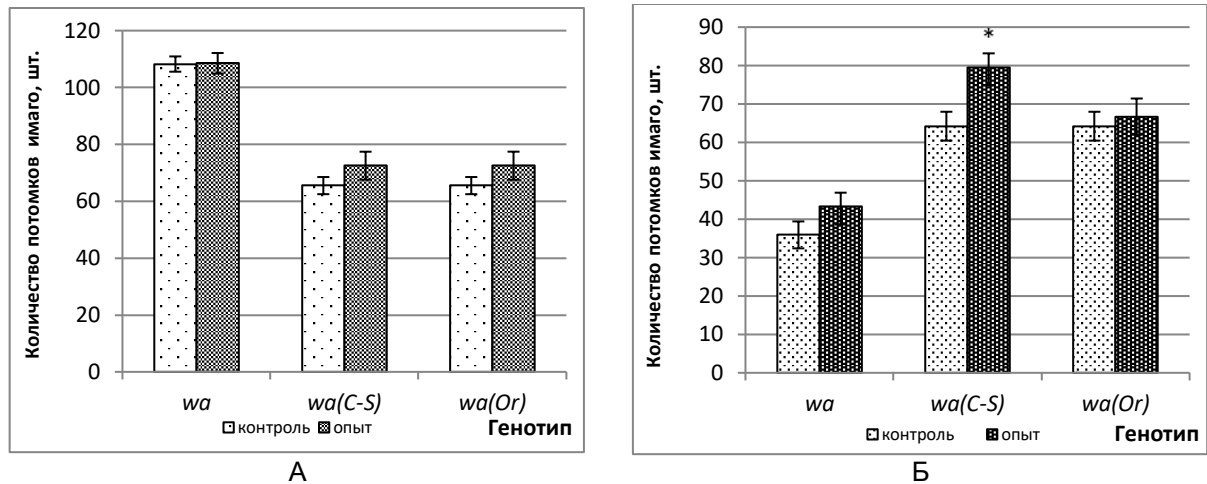 Количество потомков имаго, шт.
120
100
80
60
40
20
0
wa
wa(C-S)
wa(Or)
контроль опыт
Генотип
А
Количество потомков имаго, шт.
90
80
70
60
50
40
30
20
10
0
*
wa
wa(C-S)
wa(Or)
контроль опыт
Генотип
Б